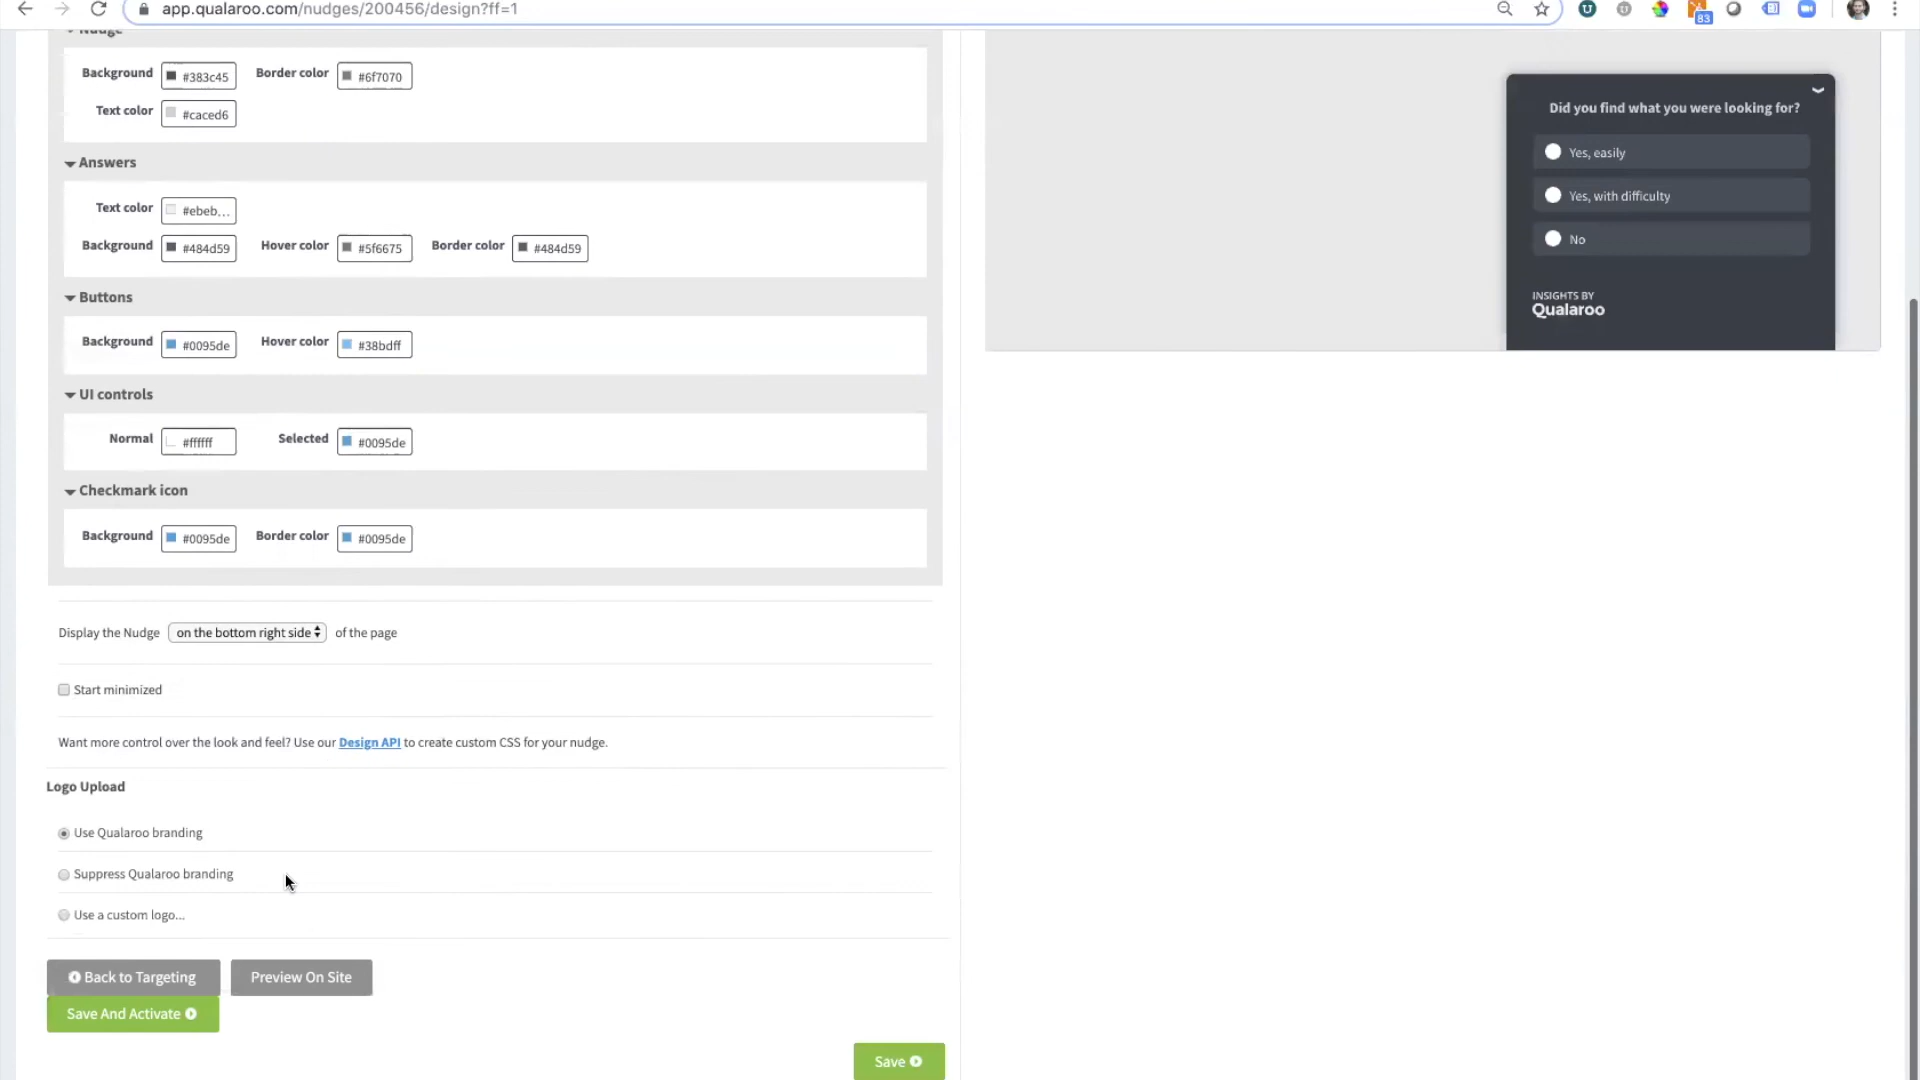 app.qualaroo.com/nudges/200456/design?ff=1
83
Nudge
Background #383c45 Border color #6f7070
Text color #caced6
Answers
Text color #ebeb...
Background #484d59 Hover color #5f6675 Border color #484d59
Buttons
Background #0095de Hover color #38bdff
UI controls
Normal #ffffff Selected #0095de
Checkmark icon
Background #0095de Border color #0095de
Display the Nudge on the bottom right side of the page
Start minimized
Want more control over the look and feel? Use our Design API to create custom CSS for your nudge.
Logo Upload
Use Qualaroo branding
Suppress Qualaroo branding
Use a custom logo...
Back to Targeting Preview On Site
Save And Activate
Save
Did you find what you were looking for?
Yes, easily
Yes, with difficulty
No
INSIGHTS BY
Qualaroo